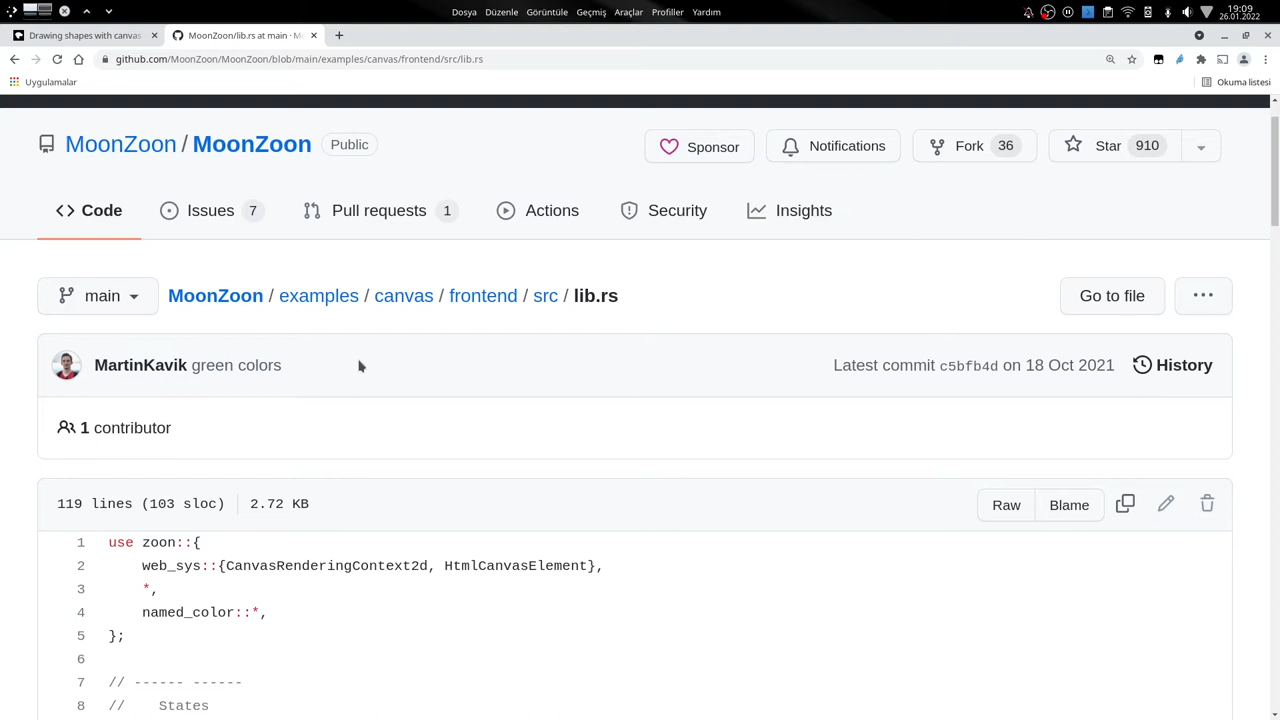 Dosya Düzenle Görüntüle Geçmiş Araçlar Profiller Yardım
19:09
26.01.2022
Drawing shapes with canvas
MoonZoon/lib.rs at main · M
github.com/MoonZoon/MoonZoon/blob/main/examples/canvas/frontend/src/lib.rs
Uygulamalar
Okuma listesi
MoonZoon / MoonZoon Public
Sponsor
Notifications
Fork 36
Star 910
Code
Issues 7
Pull requests 1
Actions
Security
Insights
main
MoonZoon / examples / canvas / frontend / src / lib.rs
Go to file
MartinKavik green colors
Latest commit c5bfb4d on 18 Oct 2021
History
1 contributor
119 lines (103 sloc) 2.72 KB
Raw
Blame
1 use zoon::{
2 web_sys::{CanvasRenderingContext2d, HtmlCanvasElement},
3 *,
4 named_color::*,
5 };
6
7 // ------ ------
8 // States